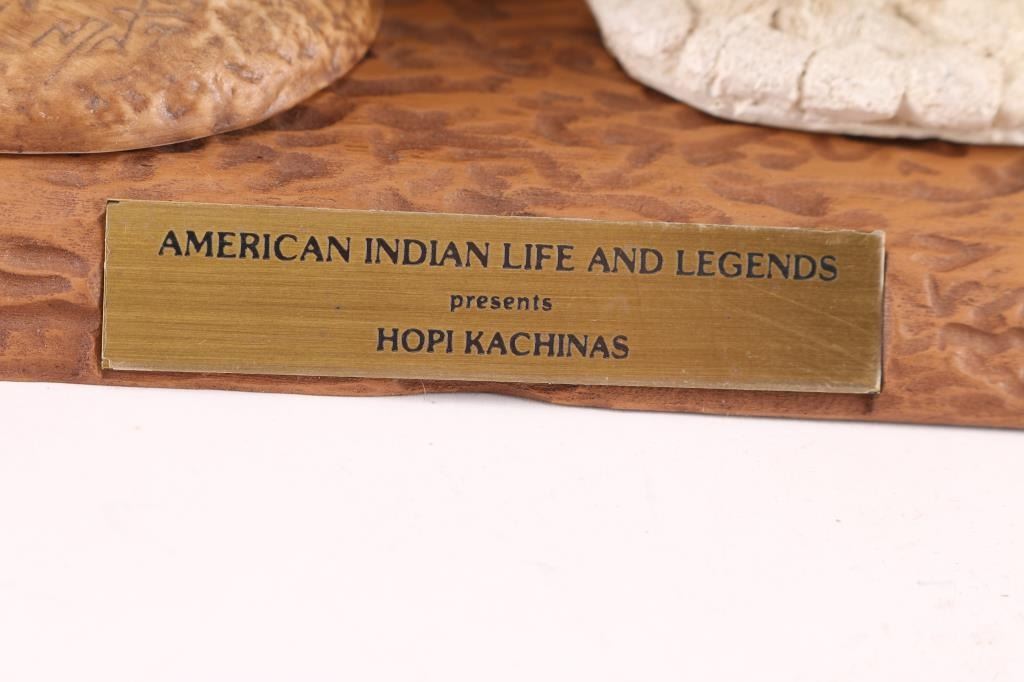 AMERICAN INDIAN LIFE AND LEGENDS
presents
HOPI KACHINAS